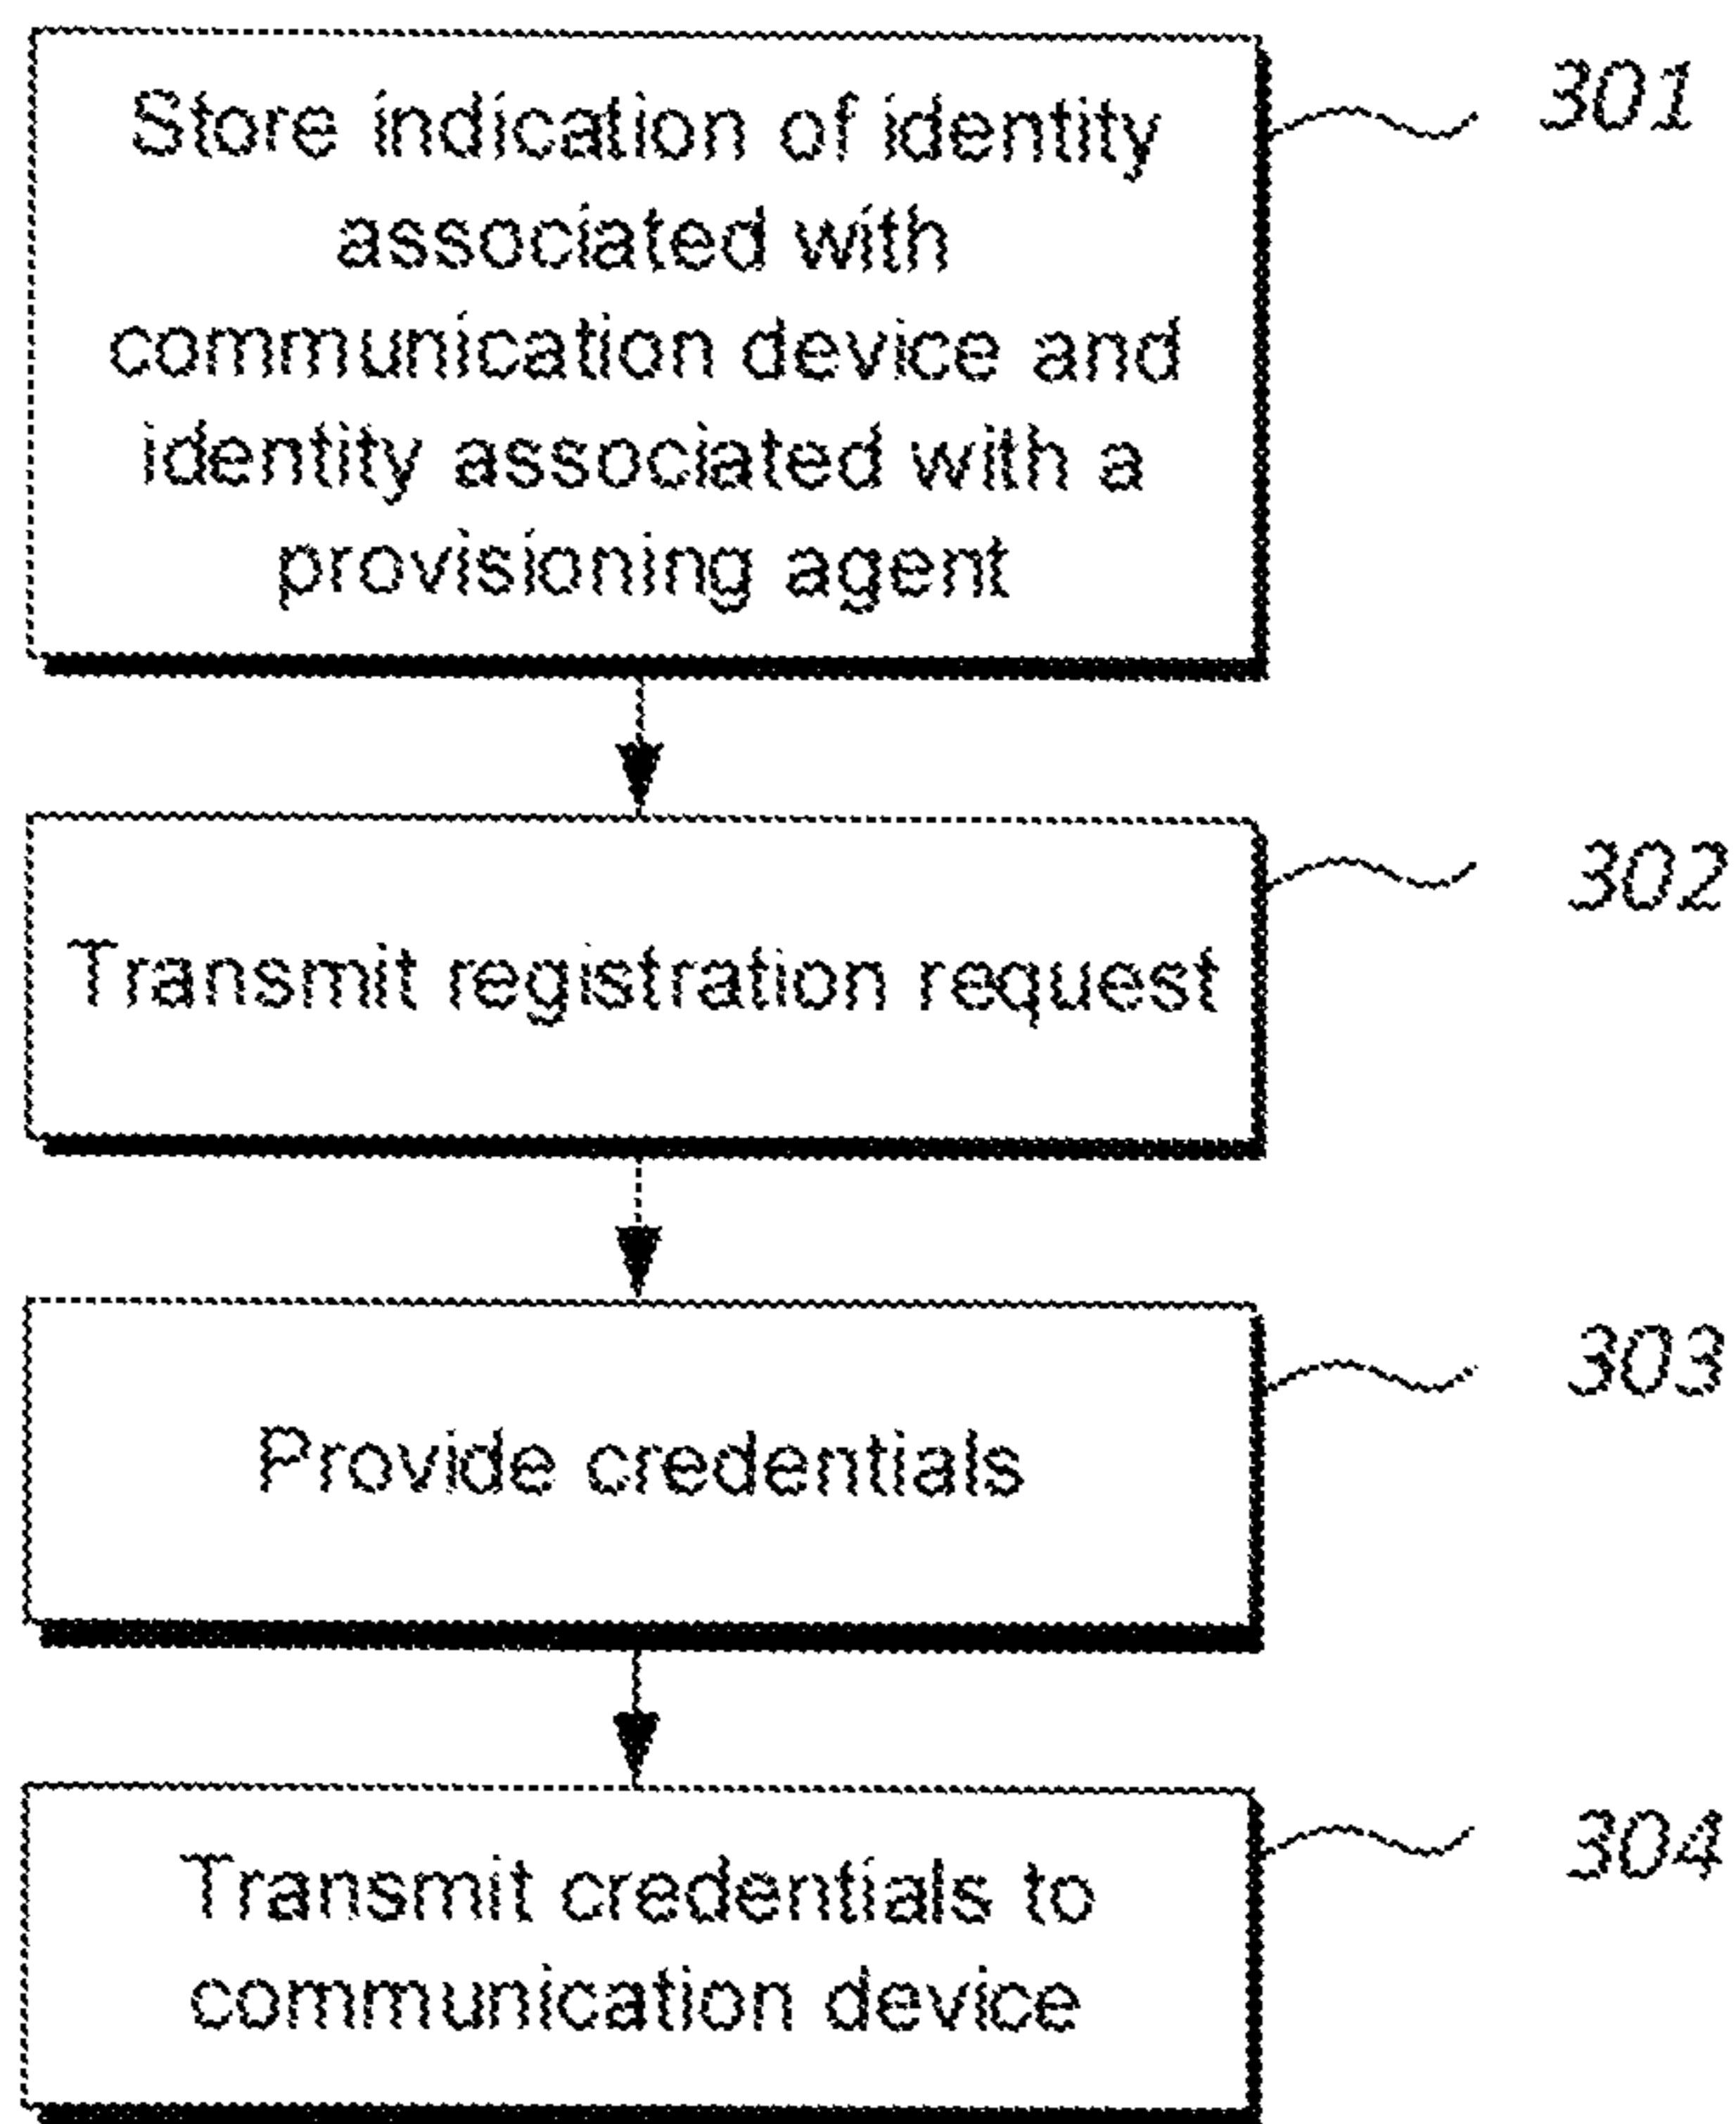 Store indication of identity
associated with
communication device and
identity associated with a
provisioning agent
301
Transmit registration request
302
Provide credentials
303
Transmit credentials to
communication device
304